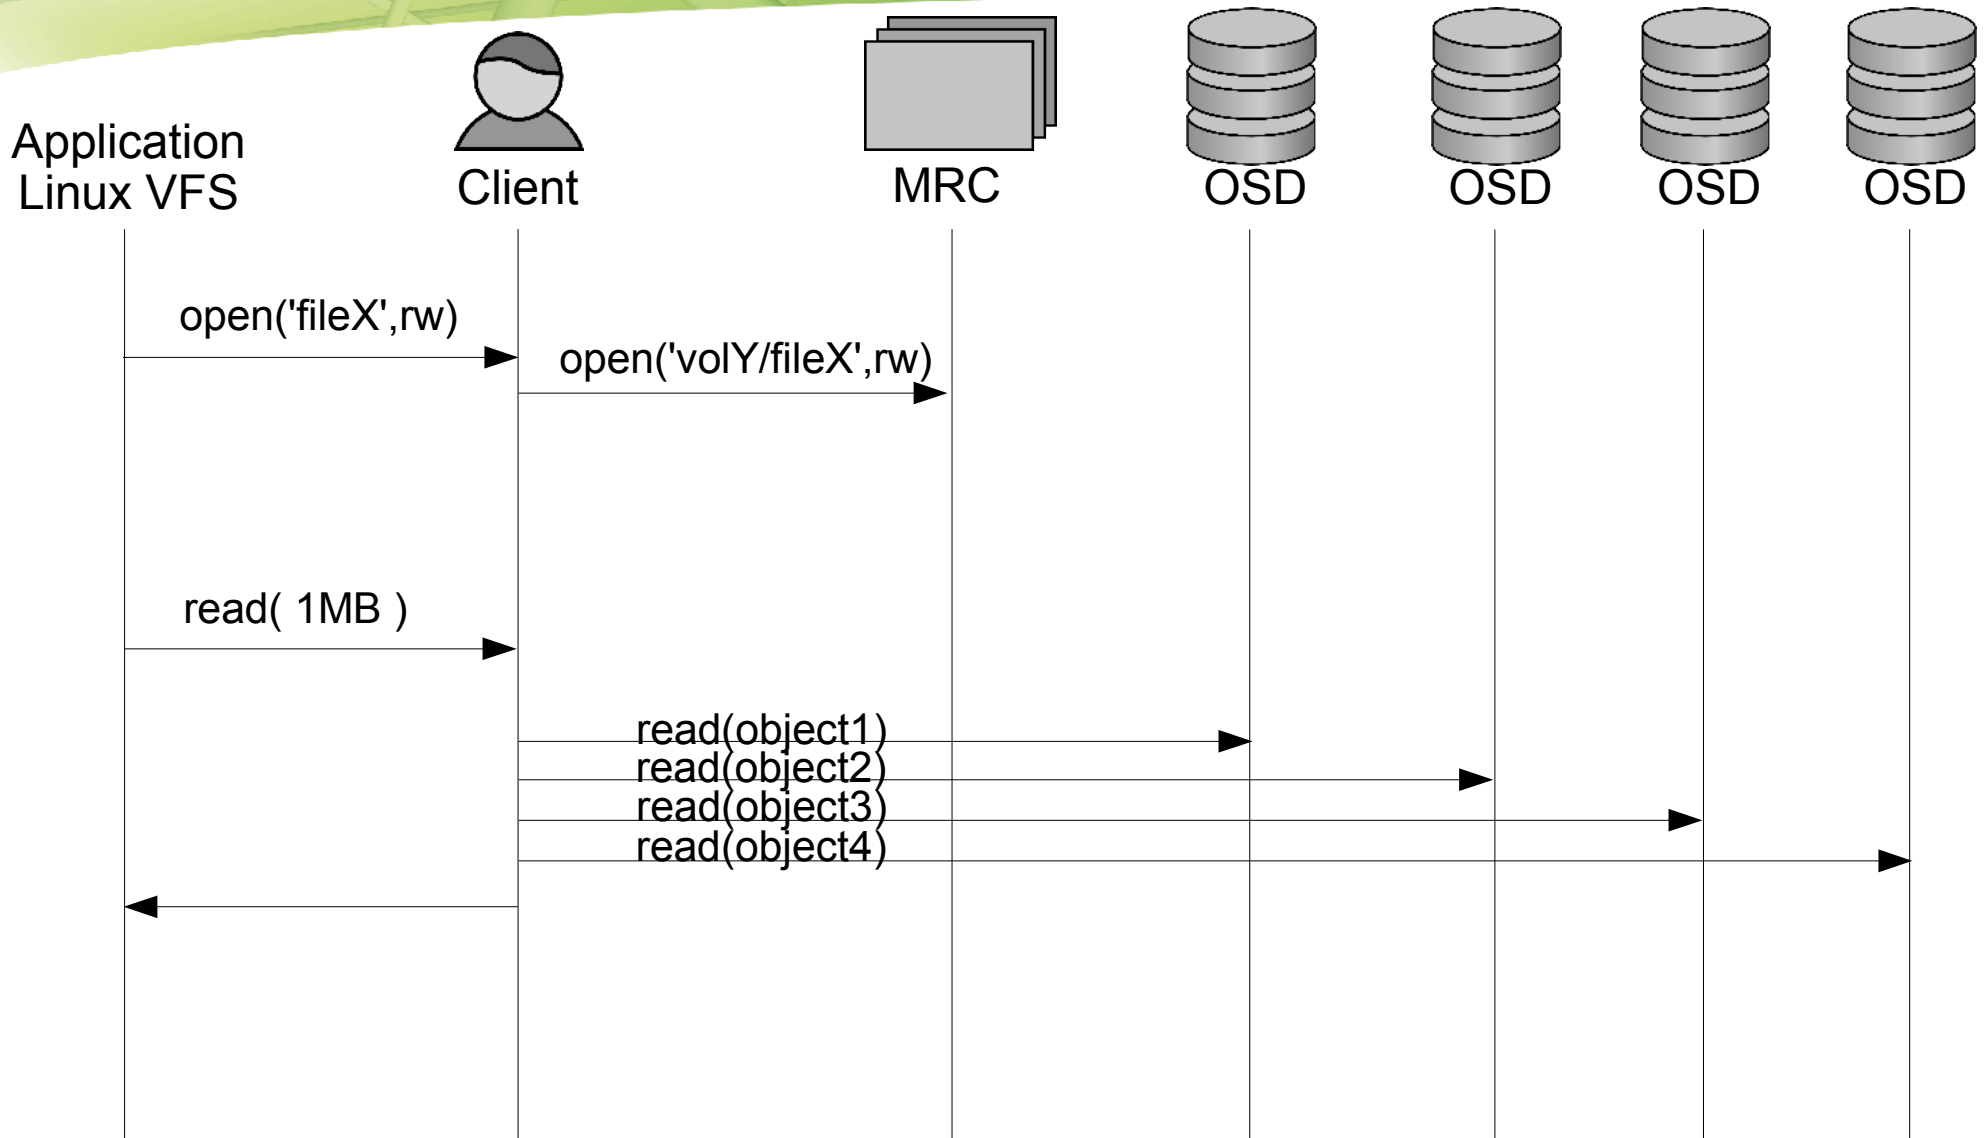 Application
Linux VFS
Client
MRC
OSD
OSD
OSD
OSD
open('fileX',rw)
open('volY/fileX',rw)
read( 1MB )
read(object1)
read(object2)
read(object3)
read(object4)